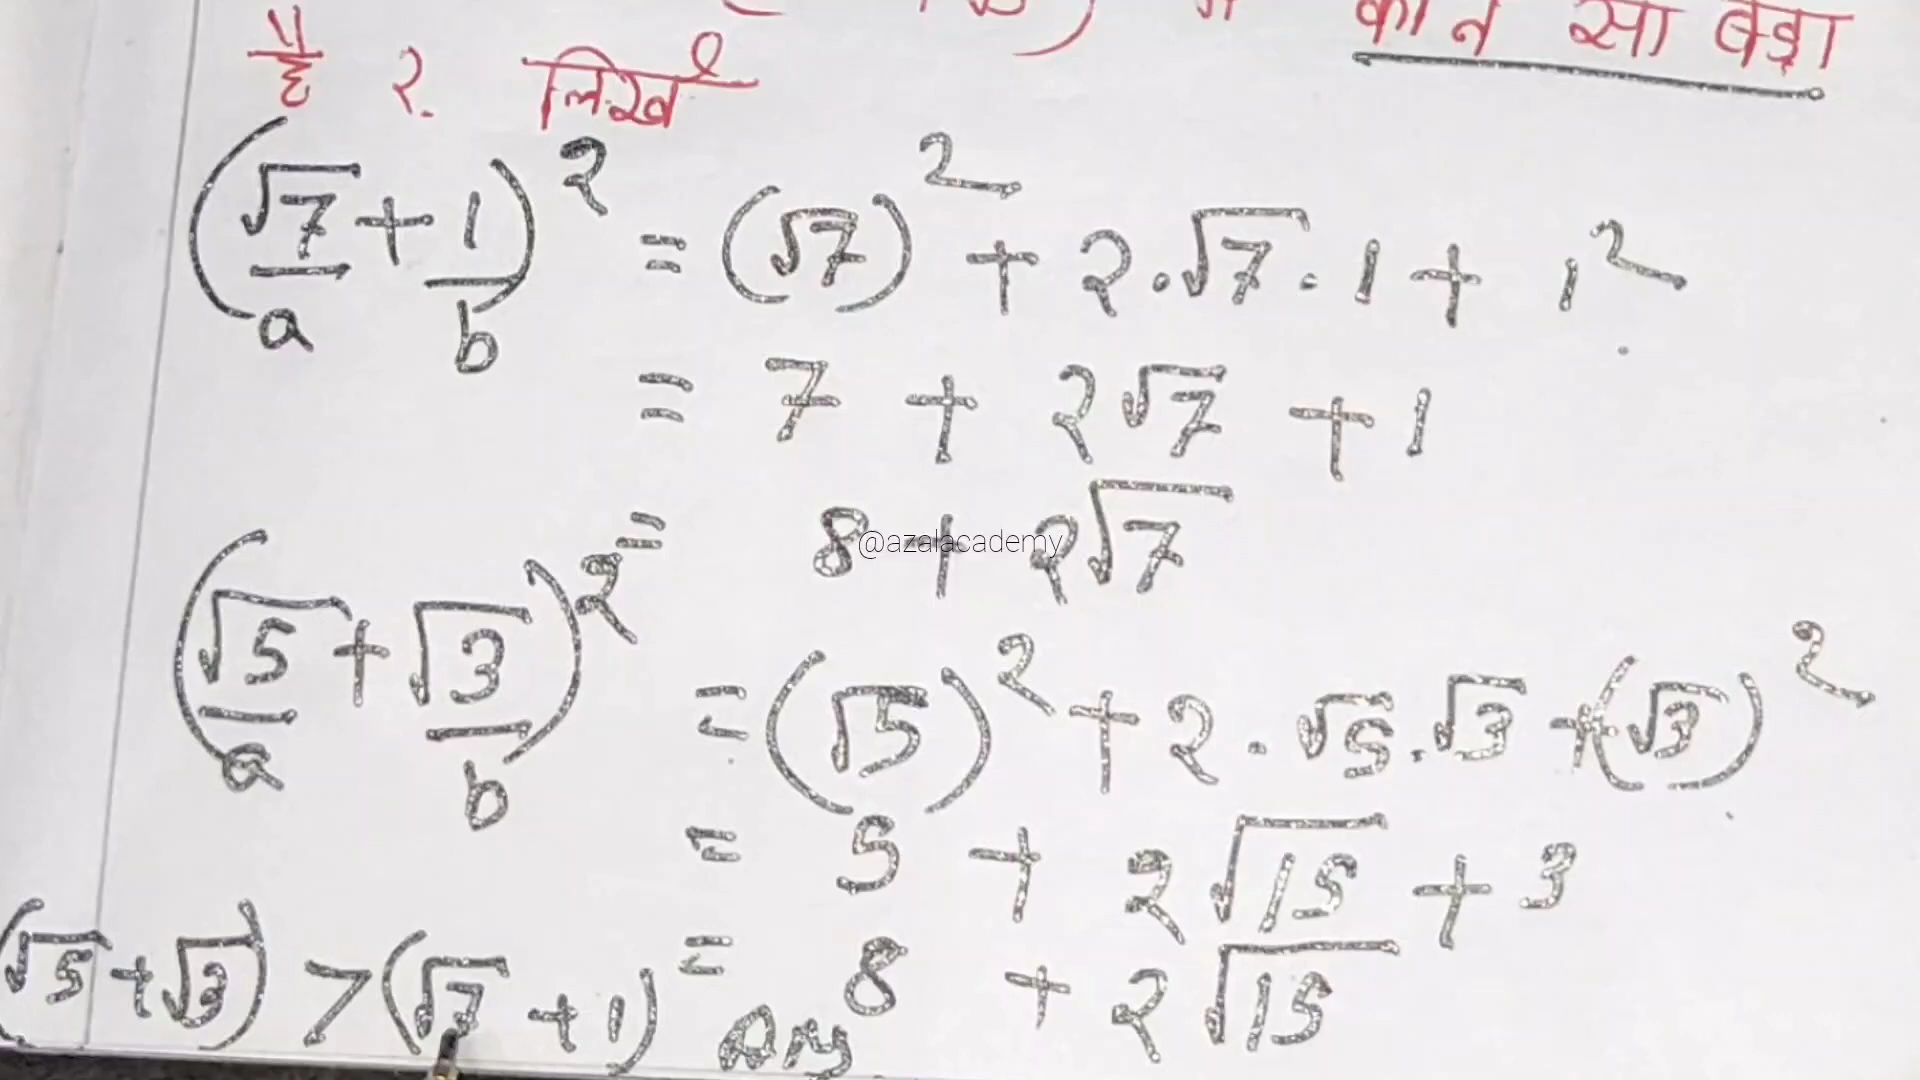 कौन सा बड़ा
है ? लिखें
(√7 + 1)² = (√7)² + 2·√7·1 + 1²
a b
= 7 + 2√7 + 1
= 8 + 2√7
@azalacademy
(√5 + √3)² = (√5)² + 2·√5·√3 + (√3)²
a b
= 5 + 2√15 + 3
= 8 + 2√15
(√5 + √3) > (√7 + 1) Ans